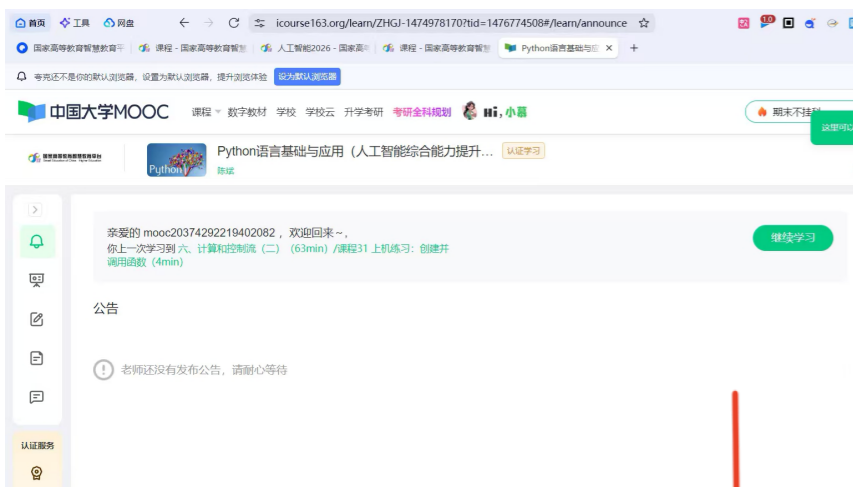 首页 工具 网盘 icourse163.org/learn/ZHGJ-1474978170?tid=1476774508#/learn/announce 10
国家高等教育智慧教育平 课程 - 国家高等教育智慧 人工智能2026 - 国家高 课程 - 国家高等教育智慧 Python语言基础与应 × +
夸克还不是你的默认浏览器，设置为默认浏览器，提升浏览体验 设为默认浏览器
中国大学MOOC 课程 数字教材 学校 学校云 升学考研 考研全科规划 Hi，小慕 期末不挂科
这里可以
Python语言基础与应用（人工智能综合能力提升… 认证学习
Python 陈斌
亲爱的 mooc20374292219402082 ，欢迎回来～，
你上一次学习到 六、计算和控制流（二）（63min）/课程31 上机练习：创建并
调用函数（4min）
继续学习
公告
老师还没有发布公告，请耐心等待
认证服务